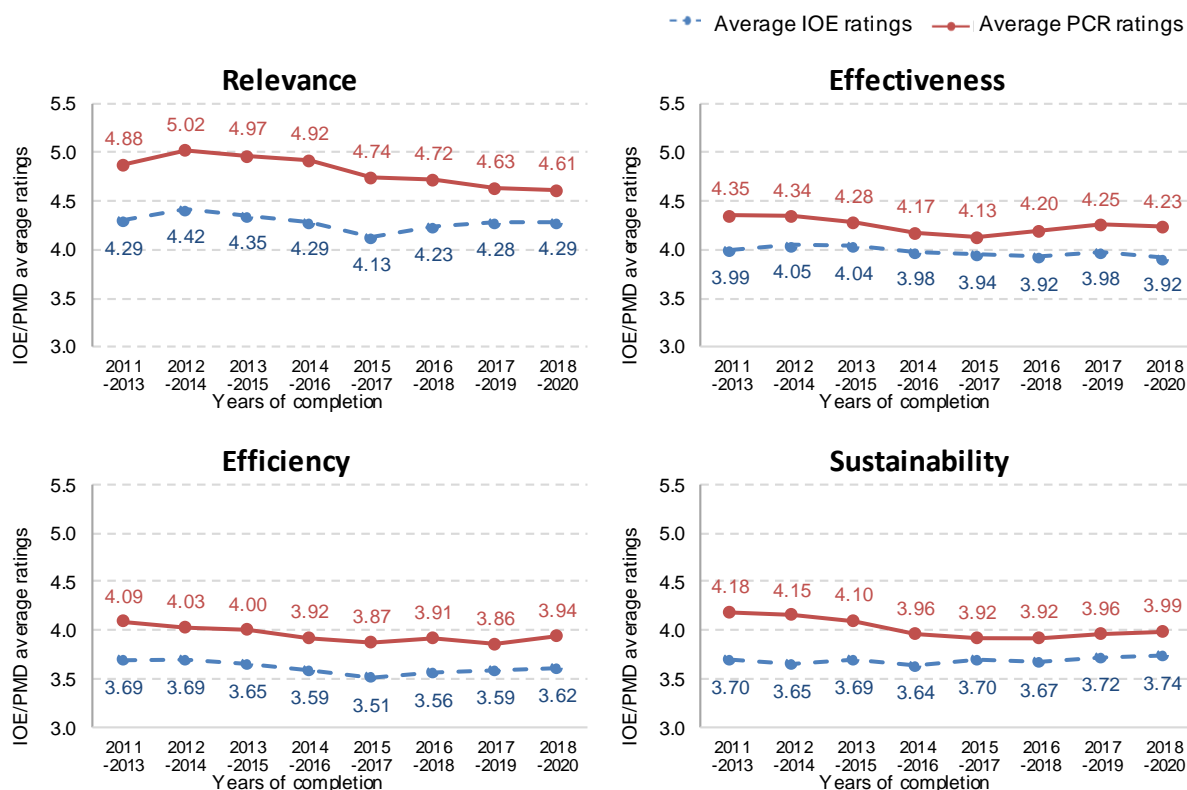 Average IOE ratings Average PCR ratings
Relevance
IOE/PMD av erage ratings
5.5
5.0
4.5
4.0
3.5
3.0
4.88 5.02 4.97 4.92 4.74 4.72 4.63 4.61
4.29 4.42 4.35 4.29 4.13 4.23 4.28 4.29
2011 2012 2013 2014 2015 2016 2017 2018
-2013 -2014 -2015 -2016 -2017 -2018 -2019 -2020
Years of completion
Effectiveness
IOE/PMD av erage ratings
5.5
5.0
4.5
4.0
3.5
3.0
4.35 4.34 4.28 4.17 4.13 4.20 4.25 4.23
3.99 4.05 4.04 3.98 3.94 3.92 3.98 3.92
2011 2012 2013 2014 2015 2016 2017 2018
-2013 -2014 -2015 -2016 -2017 -2018 -2019 -2020
Years of completion
Efficiency
IOE/PMD average ratings
5.5
5.0
4.5
4.0
3.5
3.0
4.09 4.03 4.00 3.92 3.87 3.91 3.86 3.94
3.69 3.69 3.65 3.59 3.51 3.56 3.59 3.62
2011 2012 2013 2014 2015 2016 2017 2018
-2013 -2014 -2015 -2016 -2017 -2018 -2019 -2020
Years of completion
Sustainability
IOE/PMD average ratings
5.5
5.0
4.5
4.0
3.5
3.0
4.18 4.15 4.10 3.96 3.92 3.92 3.96 3.99
3.70 3.65 3.69 3.64 3.70 3.67 3.72 3.74
2011 2012 2013 2014 2015 2016 2017 2018
-2013 -2014 -2015 -2016 -2017 -2018 -2019 -2020
Years of completion